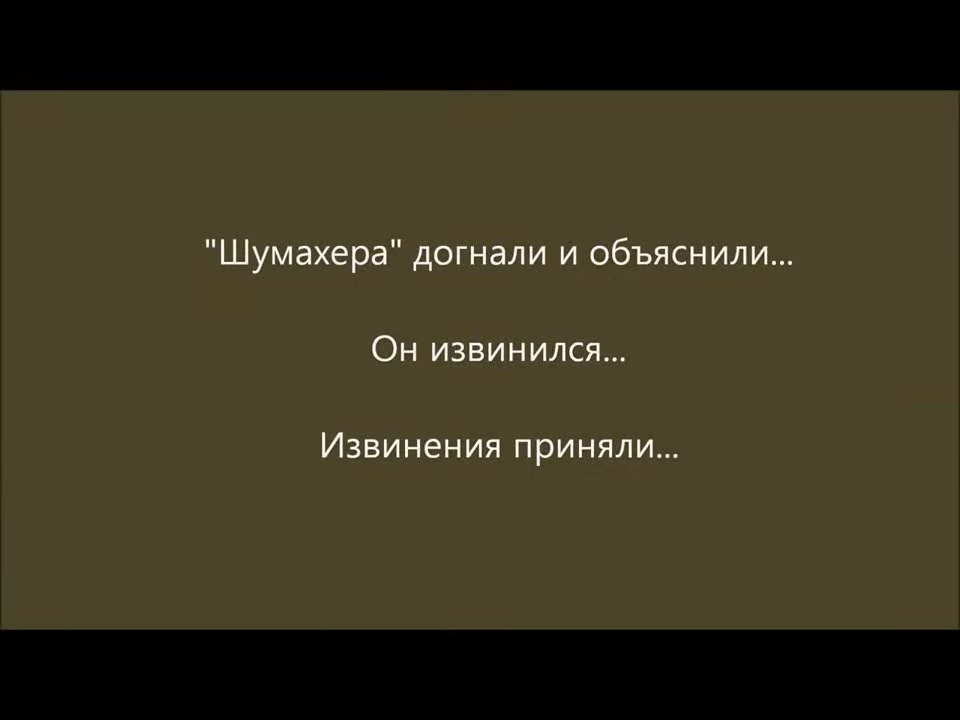 "Шумахера" догнали и объяснили...
Он извинился...
Извинения приняли...